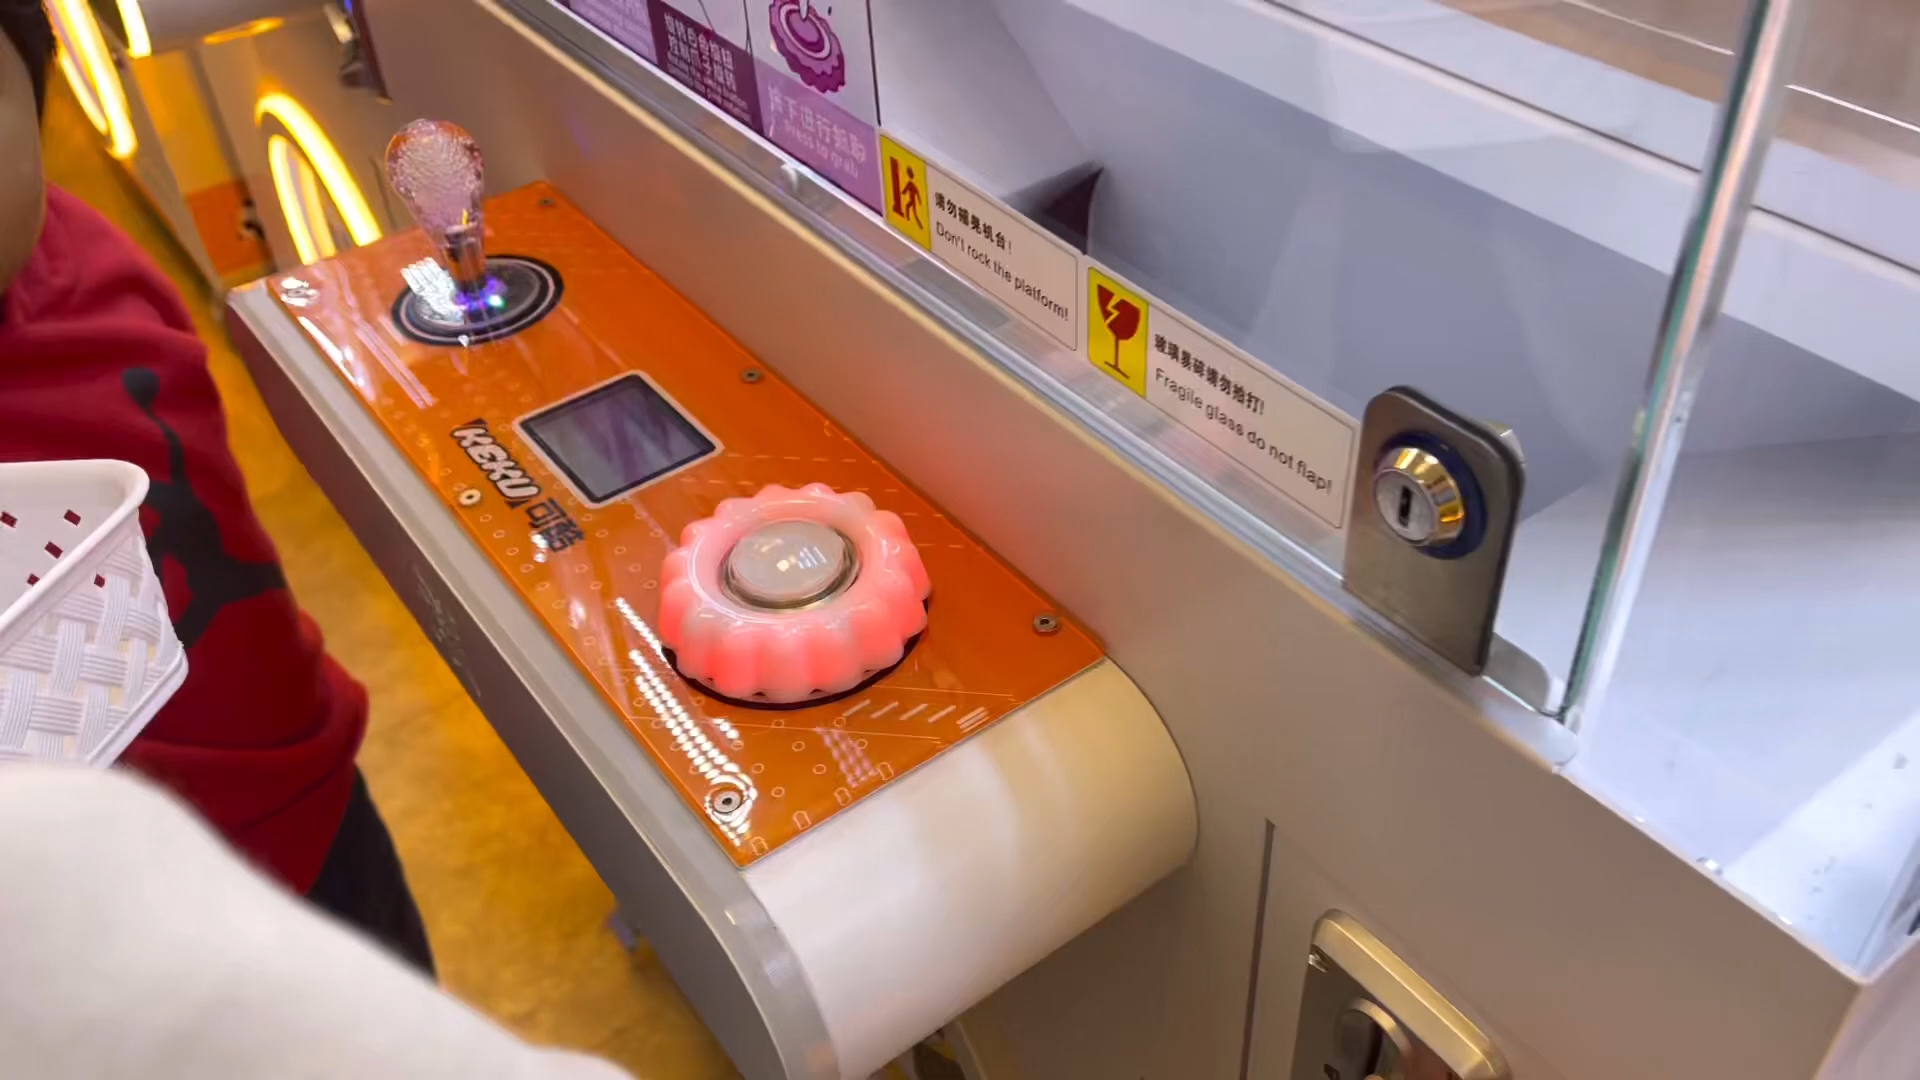 按下进行抓取
Press to grab
请勿摇晃机台!
Don't rock the platform!
玻璃易碎请勿拍打!
Fragile glass do not flap!
KEKU 可酷